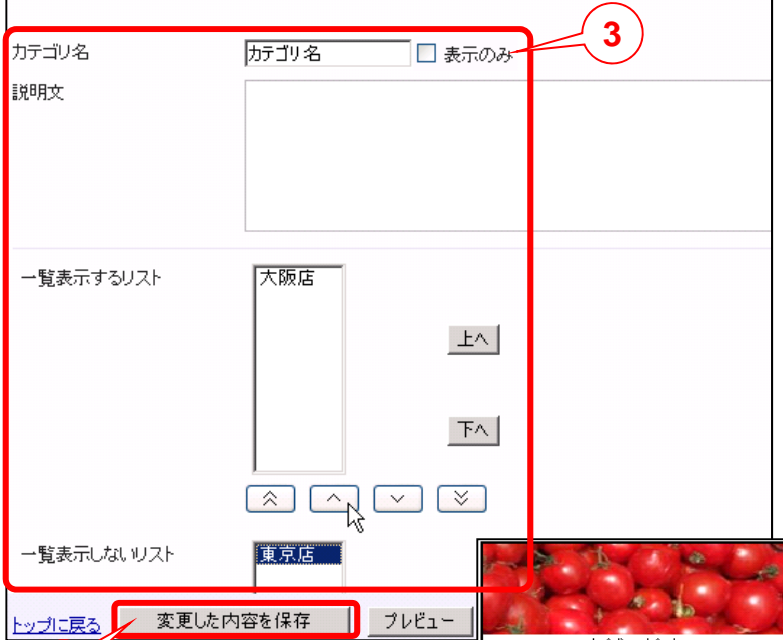 3
カテゴリ名 カテゴリ名 表示のみ
説明文
一覧表示するリスト 大阪店
上へ
下へ
一覧表示しないリスト 東京店
トップに戻る 変更した内容を保存 プレビュー